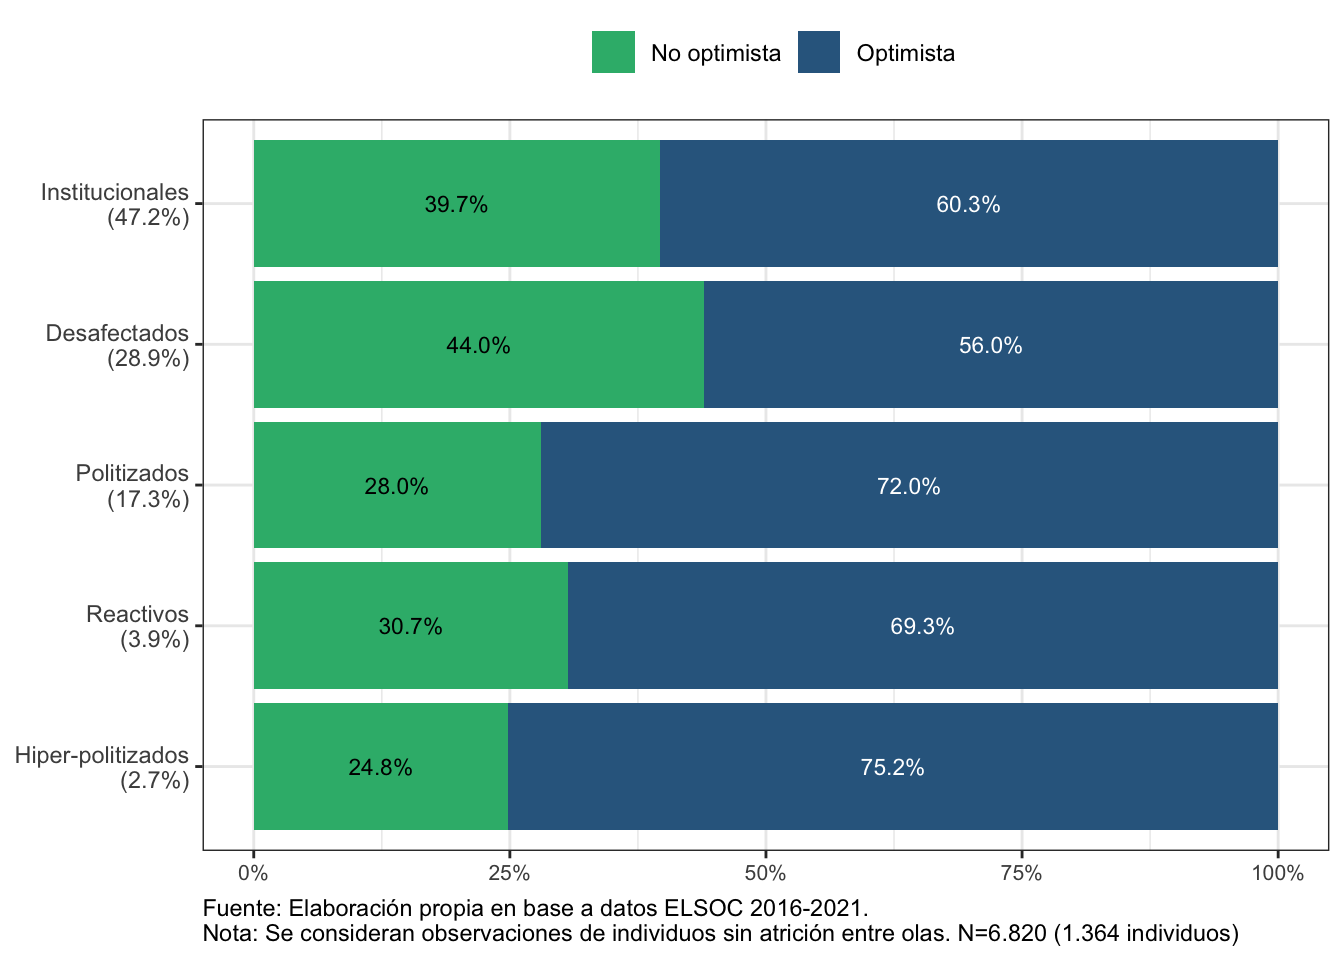 No optimista
Optimista
Institucionales
(47.2%)
39.7%
60.3%
Desafectados
(28.9%)
44.0%
56.0%
Politizados
(17.3%)
28.0%
72.0%
Reactivos
(3.9%)
30.7%
69.3%
Hiper-politizados
(2.7%)
24.8%
75.2%
0%
25%
50%
75%
100%
Fuente: Elaboración propia en base a datos ELSOC 2016-2021.
Nota: Se consideran observaciones de individuos sin atrición entre olas. N=6.820 (1.364 individuos)